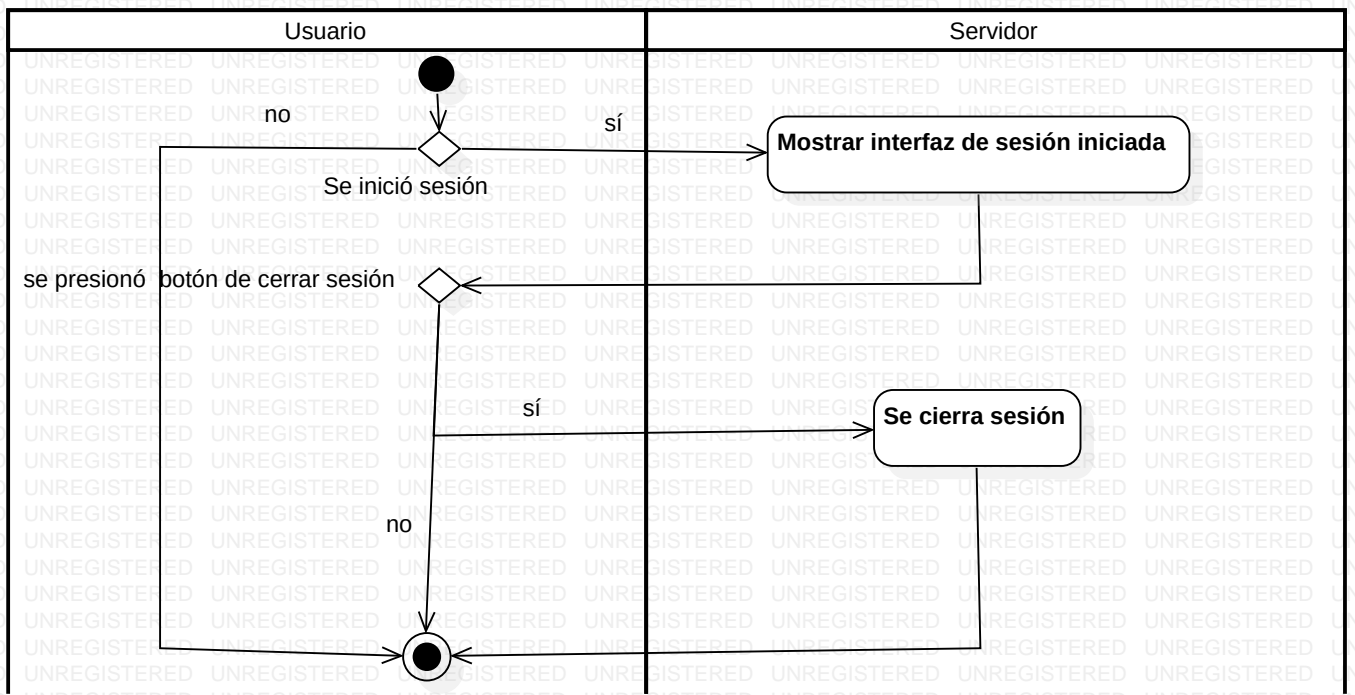 Usuario
Servidor
no
sí
Mostrar interfaz de sesión iniciada
Se inició sesión
se presionó botón de cerrar sesión
sí
Se cierra sesión
no
UNREGISTERED